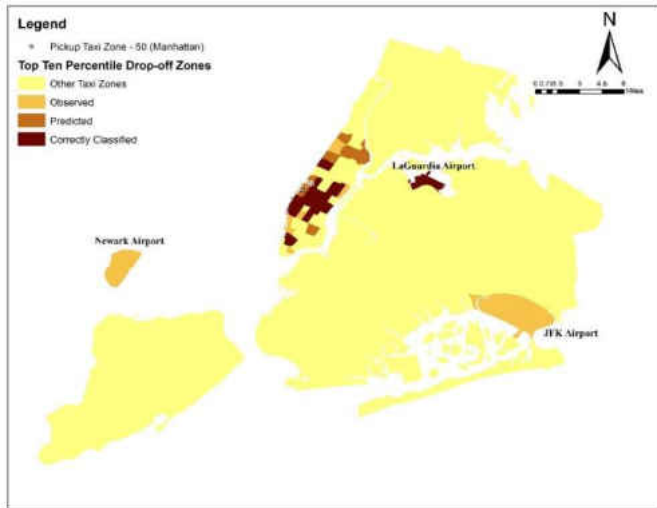 Legend
Pickup Taxi Zone - 50 (Manhattan)
Top Ten Percentile Drop-off Zones
Other Taxi Zones
Observed
Predicted
Correctly Classified
N
Miles
LaGuardia Airport
Newark Airport
JFK Airport